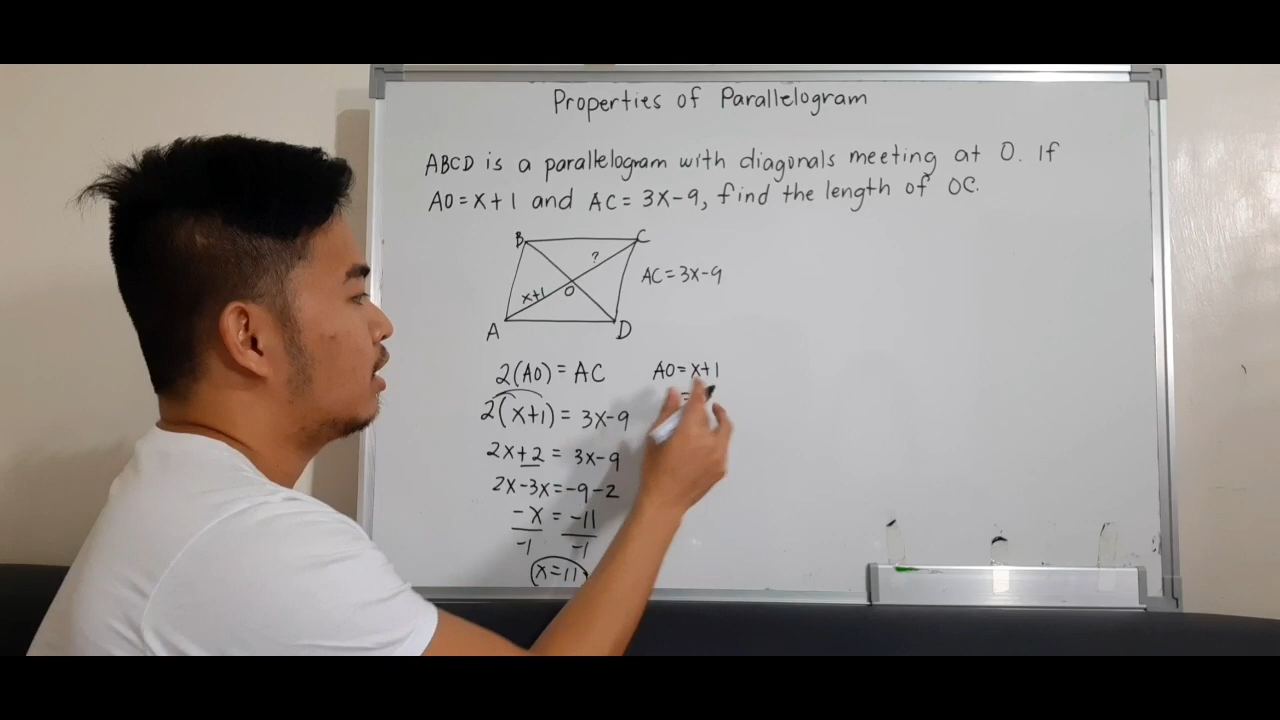 Properties of Parallelogram
ABCD is a parallelogram with diagonals meeting at O. If
AO=x+1 and AC=3x-9, find the length of OC.
B C
?
AC=3x-9
x+1 O
A D
2(AO)=AC
2(x+1)=3x-9
2x+2=3x-9
2x-3x=-9-2
-x=-11
-1 -1
x=11
AO=x+1
=